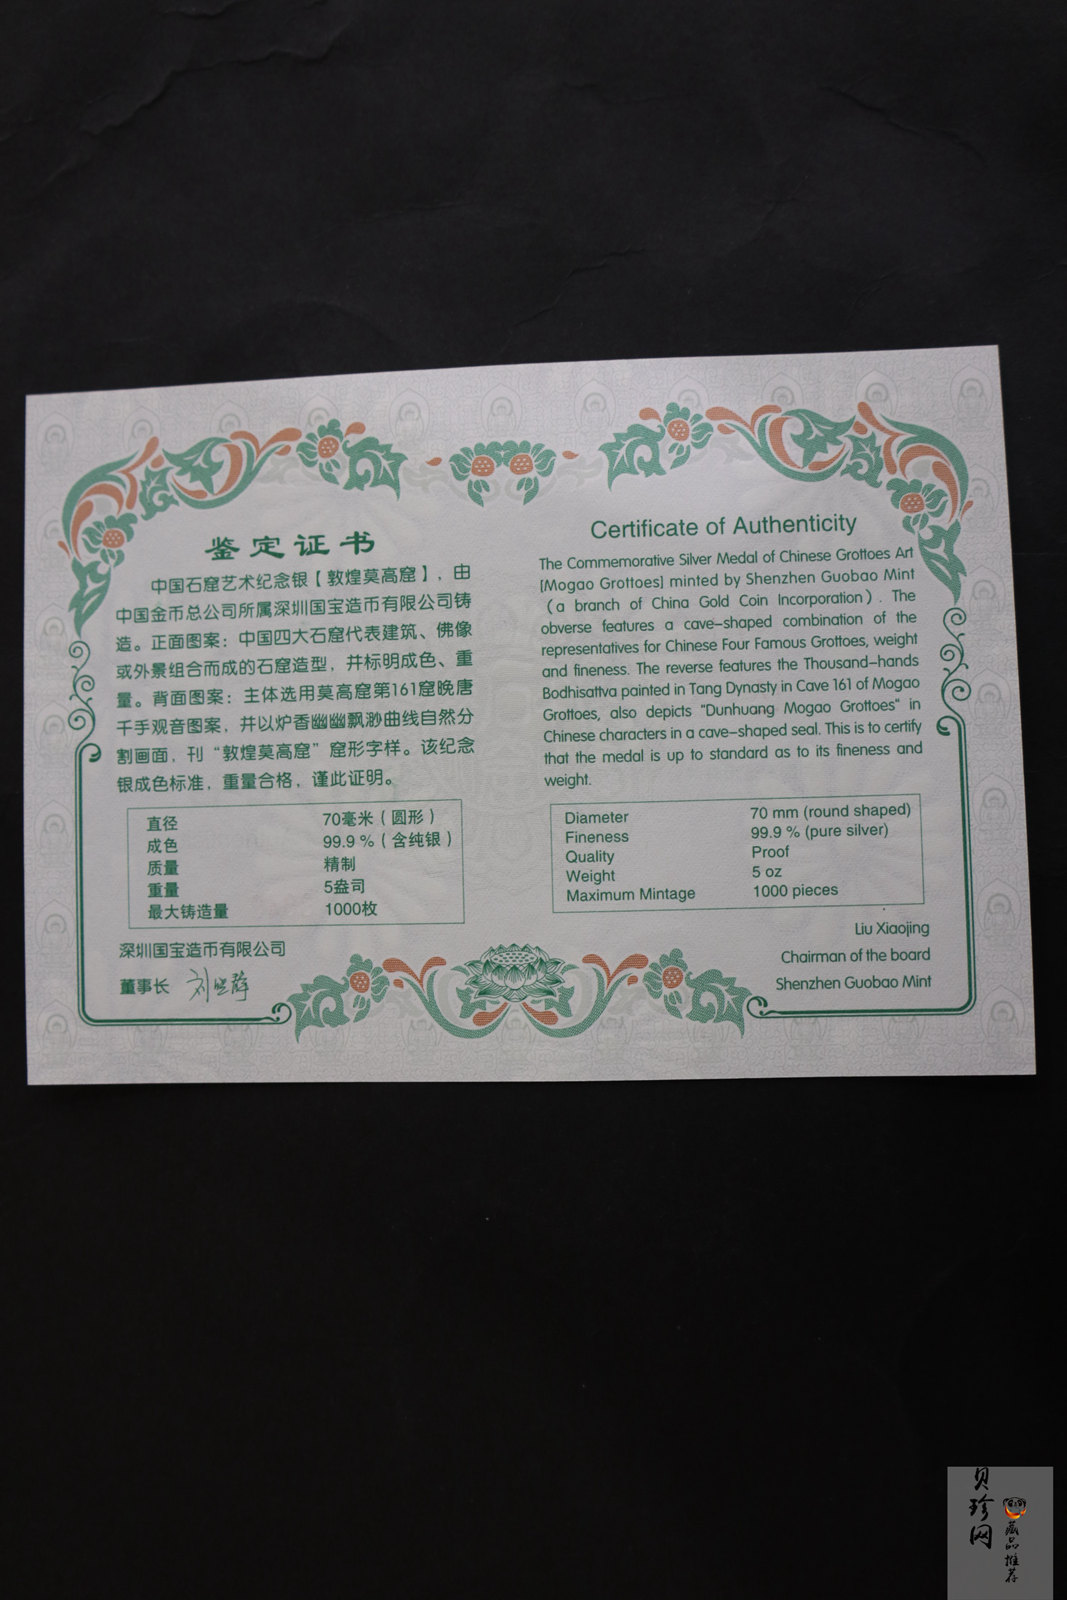 鉴定证书
中国石窟艺术纪念银【敦煌莫高窟】，由
中国金币总公司所属深圳国宝造币有限公司铸
造。正面图案：中国四大石窟代表建筑、佛像
或外景组合而成的石窟造型，并标明成色、重
量。背面图案：主体选用莫高窟第161窟晚唐
千手观音图案，并以炉香幽幽飘渺曲线自然分
割画面，刊“敦煌莫高窟”窟形字样。该纪念
银成色标准，重量合格，谨此证明。
直径 70毫米（圆形）
成色 99.9 %（含纯银）
质量 精制
重量 5盎司
最大铸造量 1000枚
深圳国宝造币有限公司
董事长 刘晓静
Certificate of Authenticity
The Commemorative Silver Medal of Chinese Grottoes Art
[Mogao Grottoes] minted by Shenzhen Guobao Mint
（a branch of China Gold Coin Incorporation）. The
obverse features a cave-shaped combination of the
representatives for Chinese Four Famous Grottoes, weight
and fineness. The reverse features the Thousand-hands
Bodhisattva painted in Tang Dynasty in Cave 161 of Mogao
Grottoes, also depicts "Dunhuang Mogao Grottoes" in
Chinese characters in a cave-shaped seal. This is to certify
that the medal is up to standard as to its fineness and
weight.
Diameter 70 mm (round shaped)
Fineness 99.9 % (pure silver)
Quality Proof
Weight 5 oz
Maximum Mintage 1000 pieces
Liu Xiaojing
Chairman of the board
Shenzhen Guobao Mint
贝珍网
藏品推荐